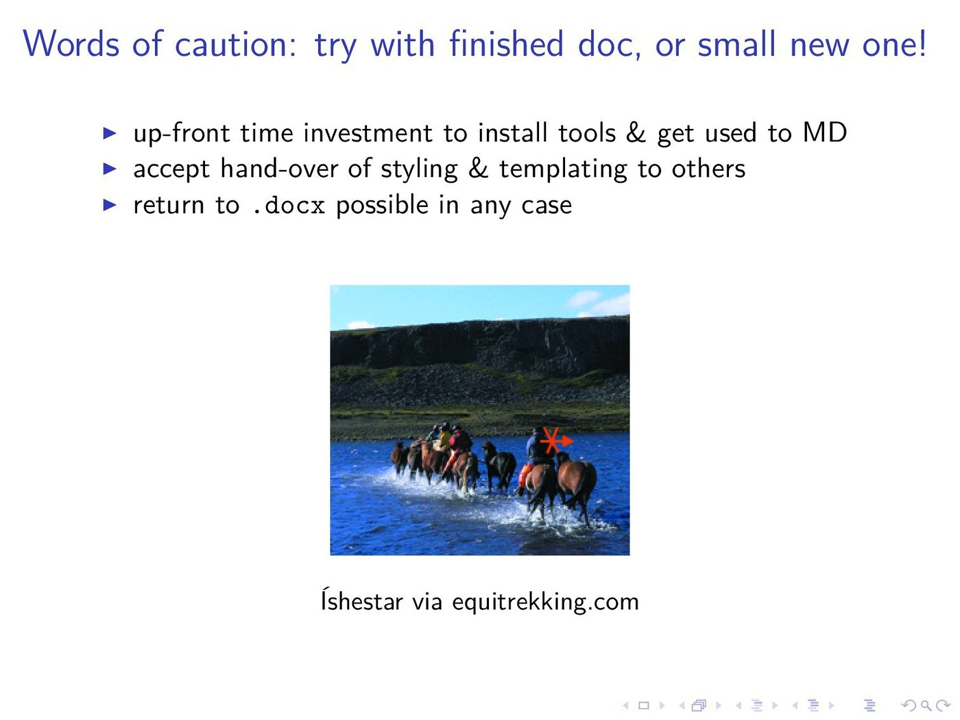 Words of caution: try with finished doc, or small new one!
up-front time investment to install tools & get used to MD
accept hand-over of styling & templating to others
return to .docx possible in any case
Íshestar via equitrekking.com